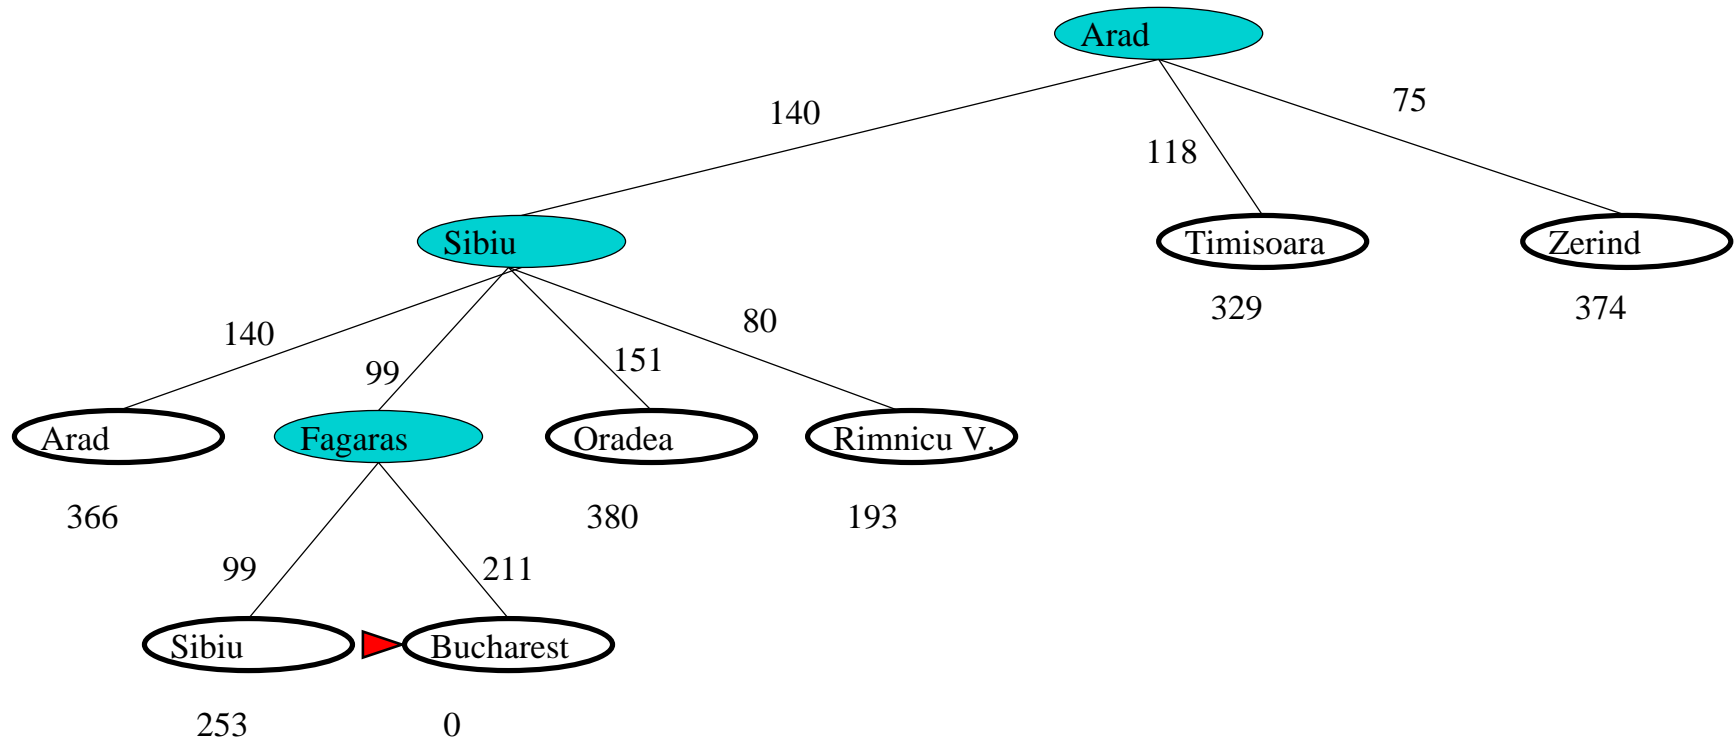 Arad
140
118
75
Sibiu
Timisoara
Zerind
329
374
140
99
151
80
Arad
Fagaras
Oradea
Rimnicu V.
366
380
193
99
211
Sibiu
Bucharest
253
0